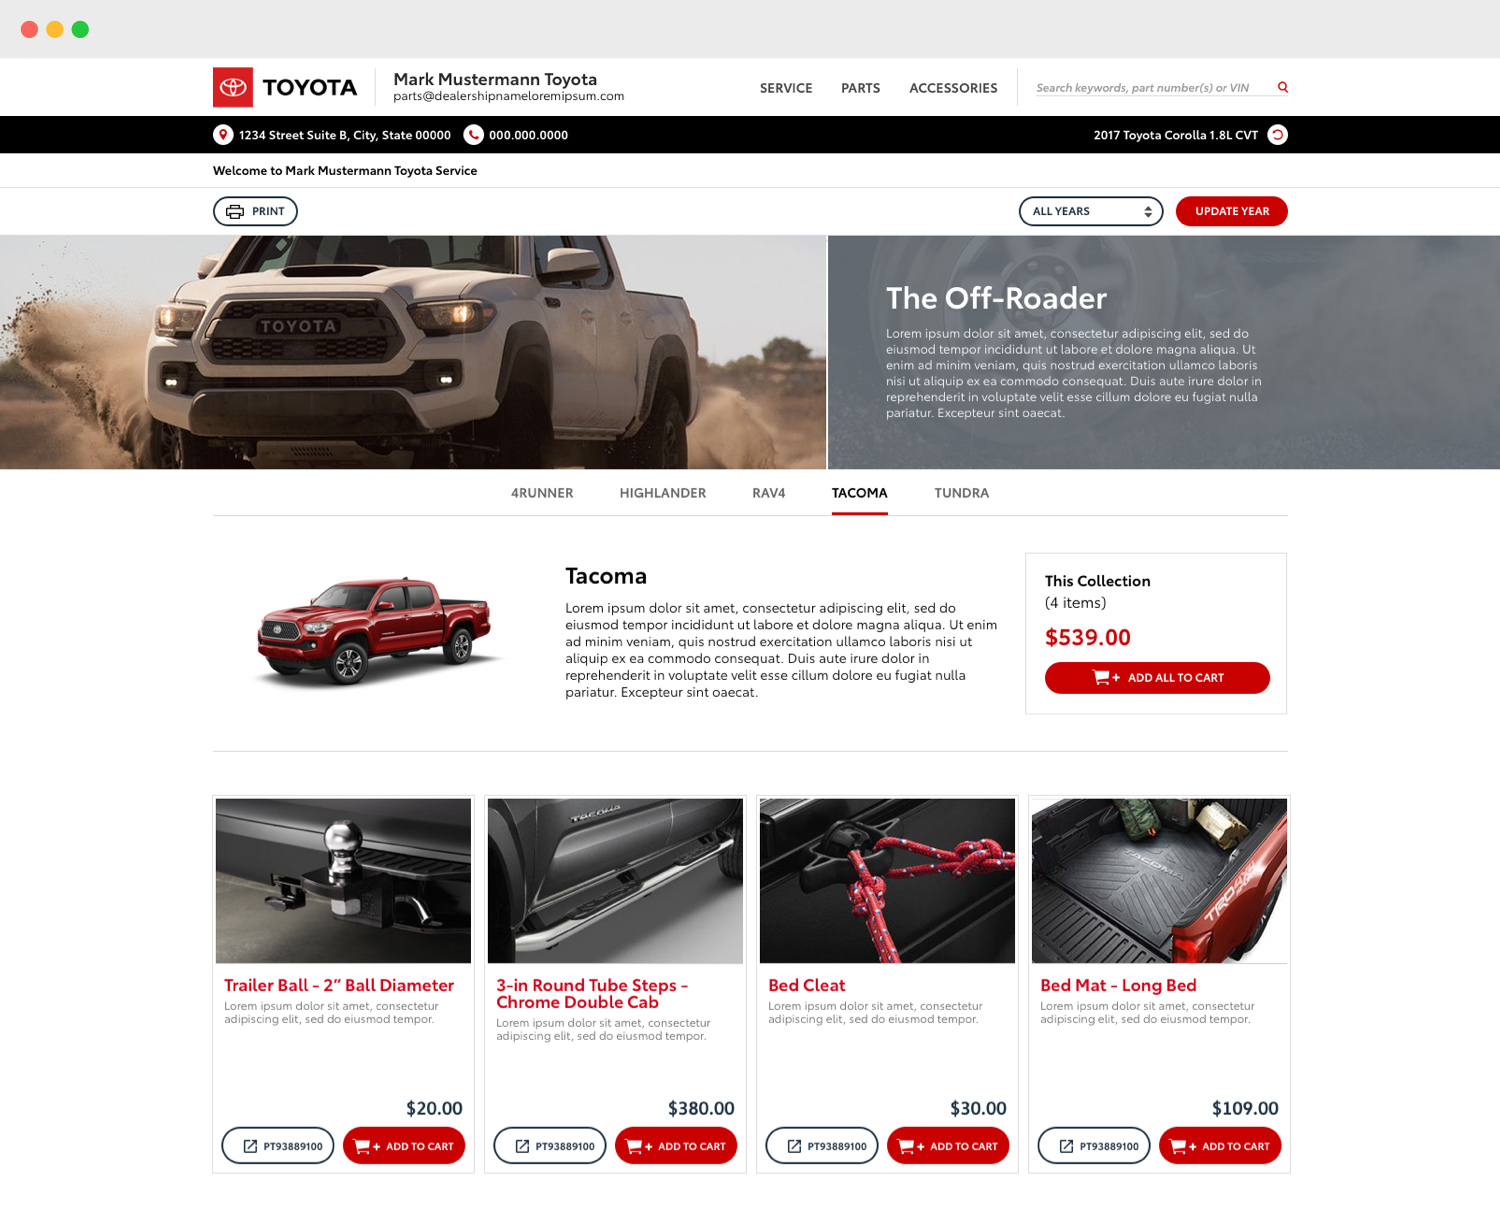 TOYOTA
Mark Mustermann Toyota
parts@dealershipnameloremipsum.com
SERVICE PARTS ACCESSORIES
Search keywords, part number(s) or VIN
1234 Street Suite B, City, State 00000 000.000.0000
2017 Toyota Corolla 1.8L CVT
Welcome to Mark Mustermann Toyota Service
PRINT
ALL YEARS
UPDATE YEAR
TOYOTA
The Off-Roader
Lorem ipsum dolor sit amet, consectetur adipiscing elit, sed do
eiusmod tempor incididunt ut labore et dolore magna aliqua. Ut
enim ad minim veniam, quis nostrud exercitation ullamco laboris
nisi ut aliquip ex ea commodo consequat. Duis aute irure dolor in
reprehenderit in voluptate velit esse cillum dolore eu fugiat nulla
pariatur. Excepteur sint oaecat.
4RUNNER HIGHLANDER RAV4 TACOMA TUNDRA
Tacoma
Lorem ipsum dolor sit amet, consectetur adipiscing elit, sed do
eiusmod tempor incididunt ut labore et dolore magna aliqua. Ut enim
ad minim veniam, quis nostrud exercitation ullamco laboris nisi ut
aliquip ex ea commodo consequat. Duis aute irure dolor in
reprehenderit in voluptate velit esse cillum dolore eu fugiat nulla
pariatur. Excepteur sint oaecat.
This Collection
(4 items)
$539.00
ADD ALL TO CART
Trailer Ball - 2” Ball Diameter
Lorem ipsum dolor sit amet, consectetur
adipiscing elit, sed do eiusmod tempor.
$20.00
PT93889100
ADD TO CART
TACOMA
3-in Round Tube Steps -
Chrome Double Cab
Lorem ipsum dolor sit amet, consectetur
adipiscing elit, sed do eiusmod tempor.
$380.00
PT93889100
ADD TO CART
Bed Cleat
Lorem ipsum dolor sit amet, consectetur
adipiscing elit, sed do eiusmod tempor.
$30.00
PT93889100
ADD TO CART
TACOMA
TRD 4x4
Bed Mat - Long Bed
Lorem ipsum dolor sit amet, consectetur
adipiscing elit, sed do eiusmod tempor.
$109.00
PT93889100
ADD TO CART